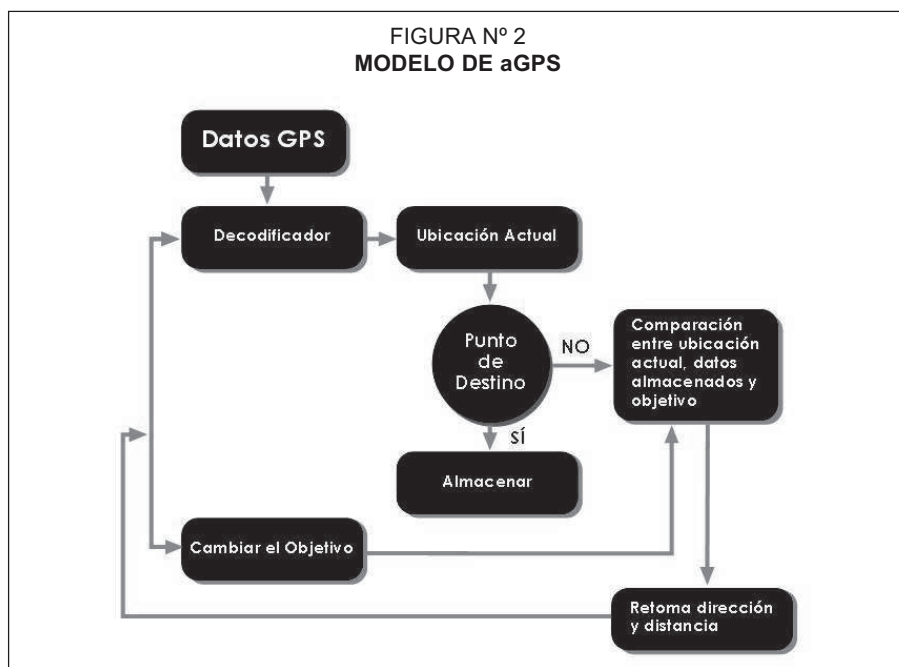 FIGURA Nº 2
MODELO DE aGPS
Datos GPS
Decodificador
Ubicación Actual
Punto
de
Destino
NO
Comparación
entre ubicación
actual, datos
almacenados y
objetivo
SÍ
Almacenar
Cambiar el Objetivo
Retoma dirección
y distancia